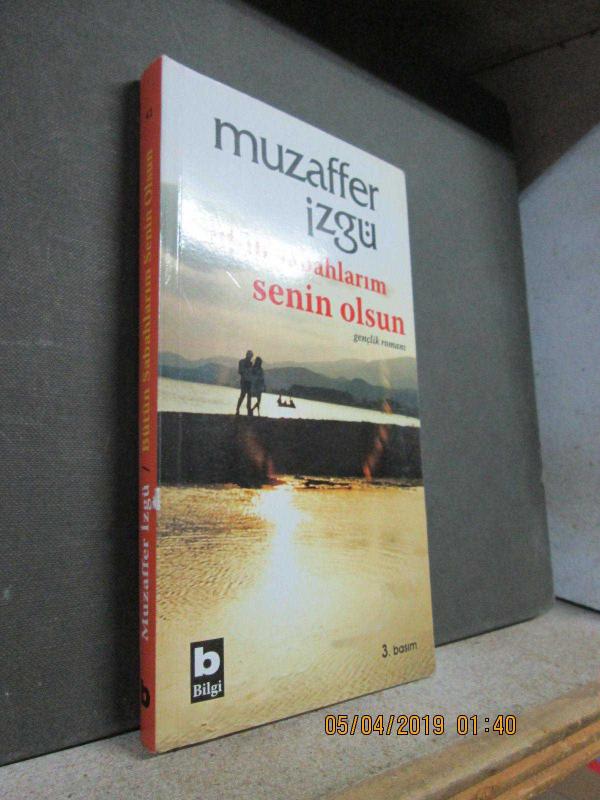 muzaffer
izgü
sabahlarım
senin olsun
gençlik romanı
3. basım
b
Bilgi
Muzaffer İzgü / Bütün Sabahlarım Senin Olsun
b
05/04/2019 01:40